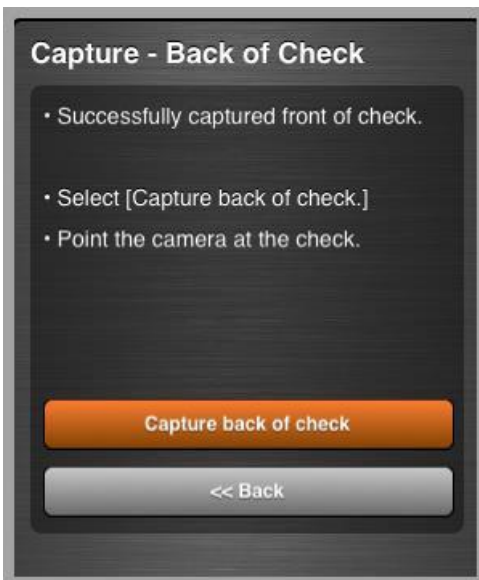 Capture - Back of Check
• Successfully captured front of check.
• Select [Capture back of check.]
• Point the camera at the check.
Capture back of check
<< Back